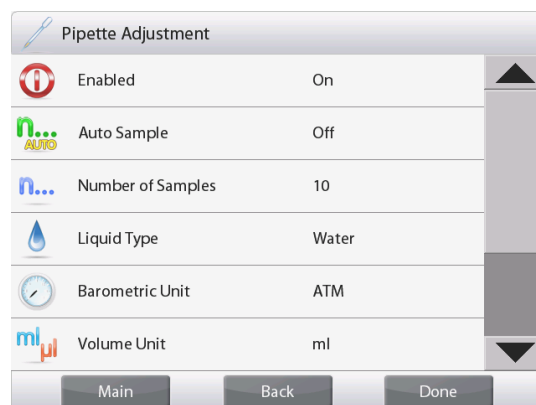 Pipette Adjustment
Enabled On
n... AUTO Auto Sample Off
n... Number of Samples 10
Liquid Type Water
Barometric Unit ATM
ml µl Volume Unit ml
Main Back Done